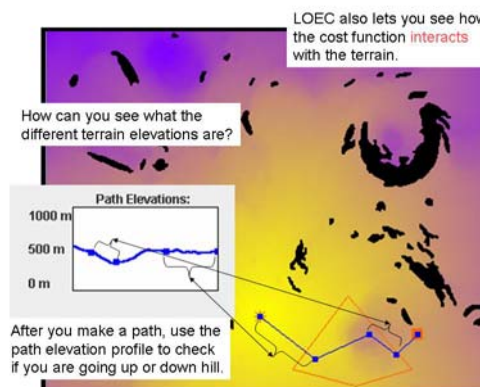 LOEC also lets you see how
the cost function interacts
with the terrain.
How can you see what the
different terrain elevations are?
Path Elevations:
1000 m
500 m
0 m
After you make a path, use the
path elevation profile to check
if you are going up or down hill.